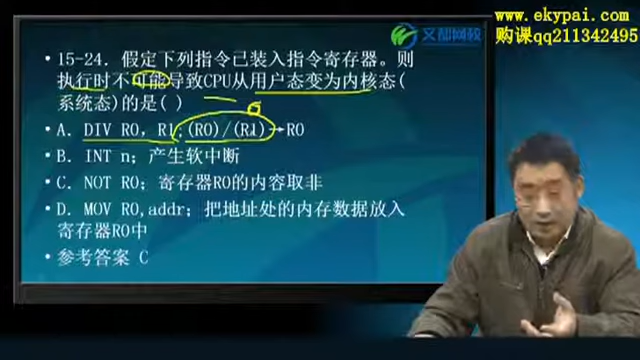 www.ekypai.com
购课qq211342495
文都网校
• 15-24. 假定下列指令已装入指令寄存器。则
执行时不可能导致CPU从用户态变为内核态(
系统态)的是( )
• A. DIV R0, R1;(R0)/(R1)→R0
• B. INT n; 产生软中断
• C. NOT R0; 寄存器R0的内容取非
• D. MOV R0,addr; 把地址处的内存数据放入
寄存器R0中
• 参考答案 C